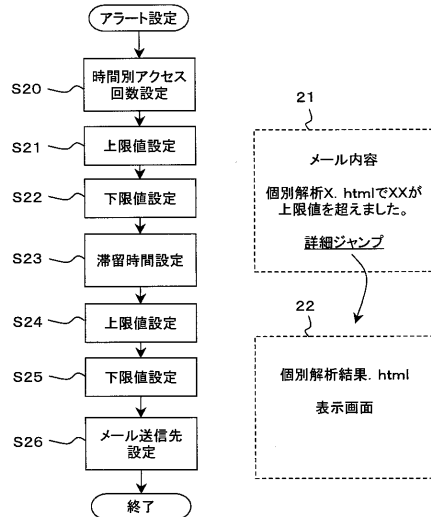 アラート設定
S20
時間別アクセス
回数設定
S21
上限値設定
S22
下限値設定
S23
滞留時間設定
S24
上限値設定
S25
下限値設定
S26
メール送信先
設定
終了
21
メール内容
個別解析X. htmlでXXが
上限値を超えました。
詳細ジャンプ
22
個別解析結果. html
表示画面